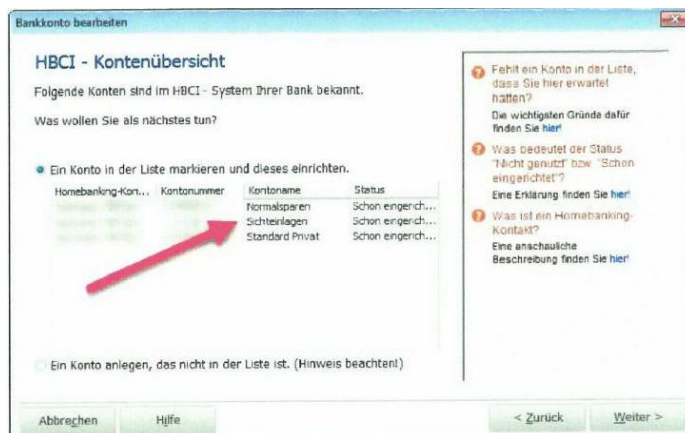 Bankkonto bearbeiten
HBCI - Kontenübersicht
Folgende Konten sind im HBCI - System Ihrer Bank bekannt.
Was wollen Sie als nächstes tun?
Ein Konto in der Liste markieren und dieses einrichten.
Homebanking-Kon... Kontonummer Kontoname Status
Normalsparen Schon eingerich...
Sichteinlagen Schon eingerich...
Standard Privat Schon eingerich...
Ein Konto anlegen, das nicht in der Liste ist. (Hinweis beachten!)
Fehlt ein Konto in der Liste,
dass Sie hier erwartet
hätten?
Die wichtigsten Gründe dafür
finden Sie hier!
Was bedeutet der Status
"Nicht genutzt" bzw "Schon
eingerichtet"?
Eine Erklärung finden Sie hier!
Was ist ein Homebanking-
Kontakt?
Eine anschauliche
Beschreibung finden Sie hier!
Abbrechen Hilfe < Zurück Weiter >